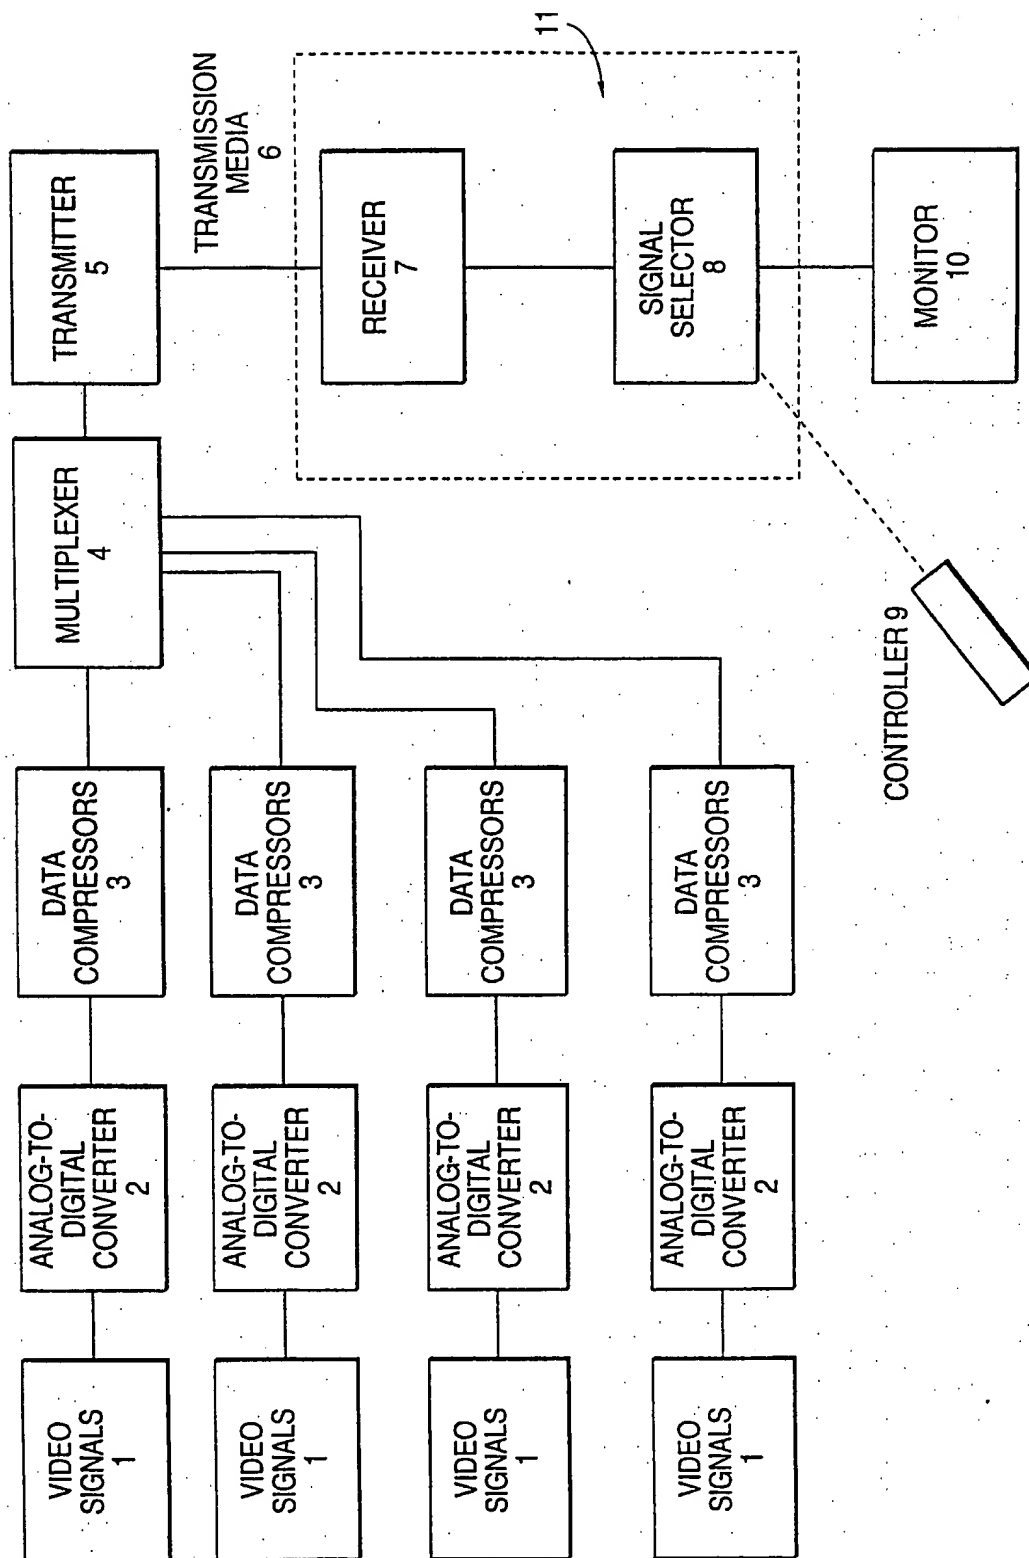 VIDEO
SIGNALS
1
ANALOG-TO-
DIGITAL
CONVERTER
2
DATA
COMPRESSORS
3
MULTIPLEXER
4
TRANSMITTER
5
VIDEO
SIGNALS
1
ANALOG-TO-
DIGITAL
CONVERTER
2
DATA
COMPRESSORS
3
TRANSMISSION
MEDIA
6
VIDEO
SIGNALS
1
ANALOG-TO-
DIGITAL
CONVERTER
2
DATA
COMPRESSORS
3
RECEIVER
7
11
VIDEO
SIGNALS
1
ANALOG-TO-
DIGITAL
CONVERTER
2
DATA
COMPRESSORS
3
SIGNAL
SELECTOR
8
CONTROLLER 9
MONITOR
10